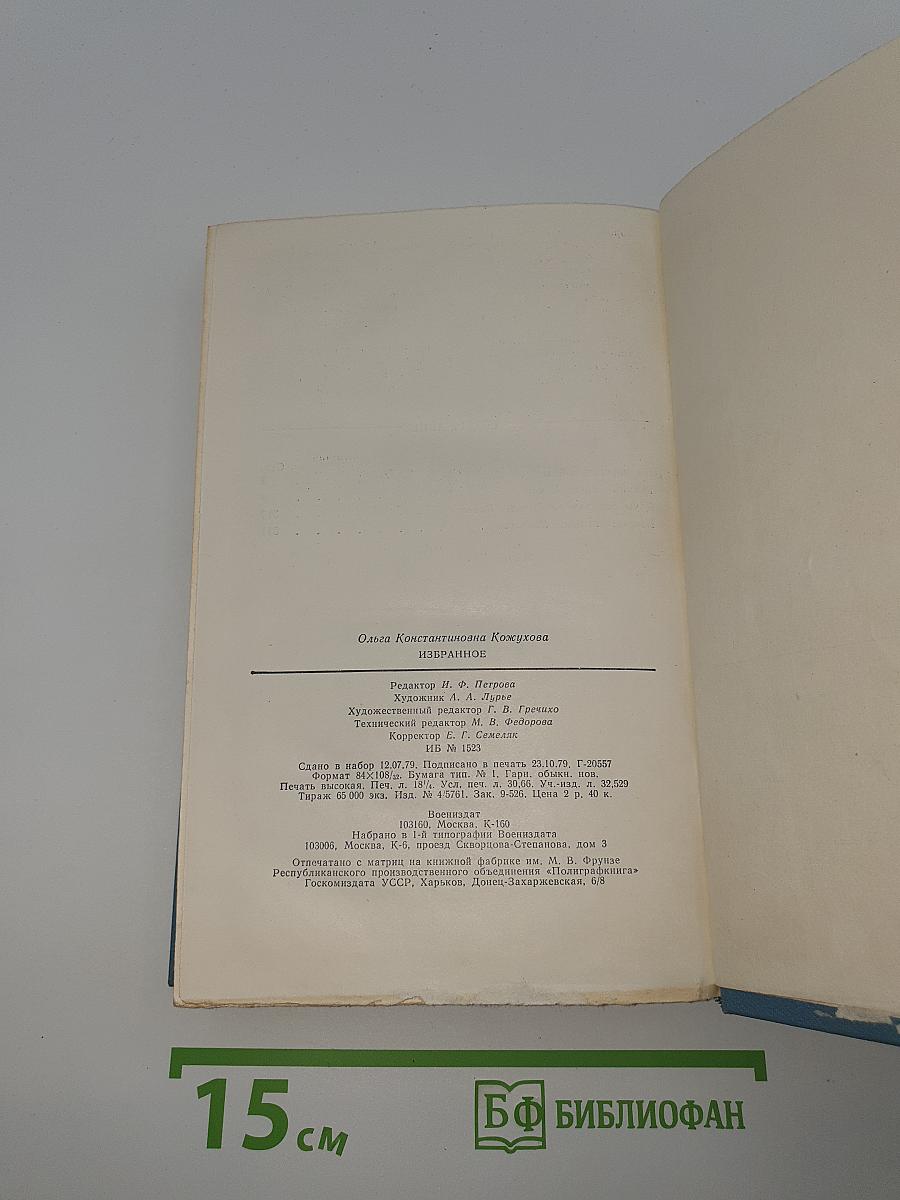 Ольга Константиновна Кожухова
ИЗБРАННОЕ
Редактор И. Ф. Петрова
Художник А. А. Лурье
Художественный редактор Г. В. Гречихо
Технический редактор М. В. Федорова
Корректор Е. Г. Семеляк
ИБ № 1523
Сдано в набор 12.07.79. Подписано в печать 23.10.79. Г-20557
Формат 84×108/32. Бумага тип. № 1. Гарн. обыкн. нов.
Печать высокая. Печ. л. 18¼. Усл. печ. л. 30,66. Уч.-изд. л. 32,529
Тираж 65 000 экз. Изд. № 4/5761. Зак. 9-526. Цена 2 р. 40 к.
Воениздат
103160, Москва, К-160
Набрано в 1-й типографии Воениздата
103006, Москва, К-6, проезд Скворцова-Степанова, дом 3
Отпечатано с матриц на книжной фабрике им. М. В. Фрунзе
Республиканского производственного объединения «Полиграфкнига»
Госкомиздата УССР, Харьков, Донец-Захаржевская, 6/8
15 см
БФ БИБЛИОФАН